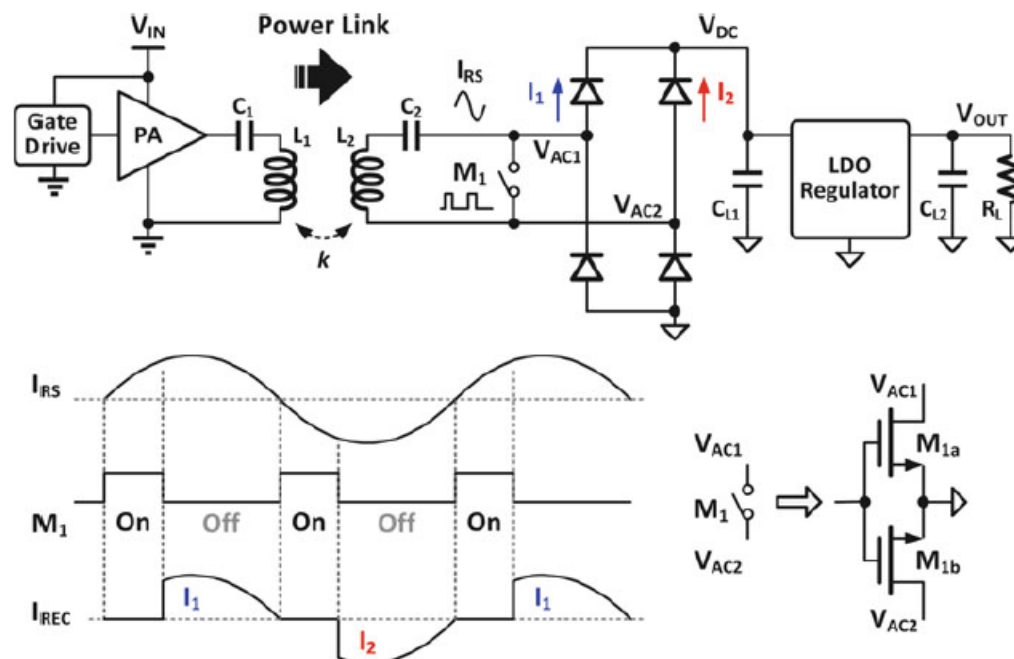 V_IN
Power Link
V_DC
I_RS
I_1
I_2
Gate
Drive
PA
C_1
L_1
L_2
C_2
V_AC1
M_1
V_AC2
k
C_L1
LDO
Regulator
V_OUT
C_L2
R_L
I_RS
M_1
On Off On Off On
I_REC
I_1
I_2
I_1
V_AC1
M_1
V_AC2
V_AC1
M_1a
M_1b
V_AC2